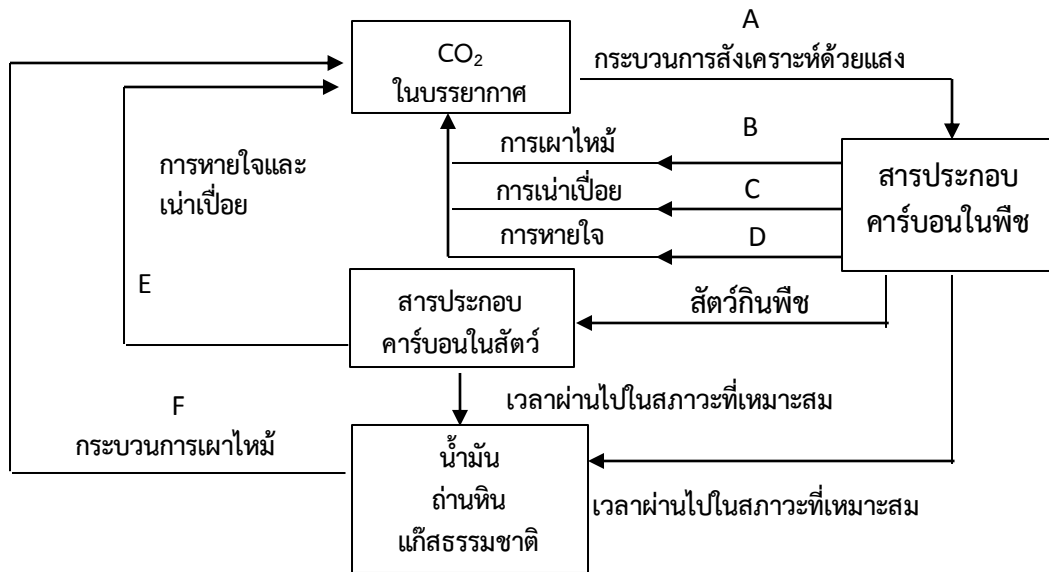 A
CO₂
ในบรรยากาศ
กระบวนการสังเคราะห์ด้วยแสง
B
การเผาไหม้
การหายใจและ
เน่าเปื่อย
การเน่าเปื่อย
C
สารประกอบ
คาร์บอนในพืช
การหายใจ
D
E
สารประกอบ
คาร์บอนในสัตว์
สัตว์กินพืช
เวลาผ่านไปในสภาวะที่เหมาะสม
F
กระบวนการเผาไหม้
น้ำมัน
ถ่านหิน
แก๊สธรรมชาติ
เวลาผ่านไปในสภาวะที่เหมาะสม